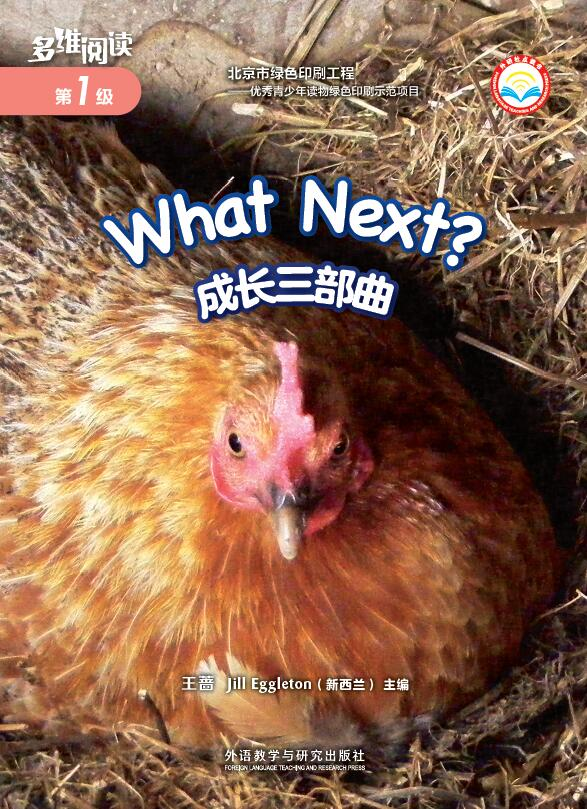 多维阅读
第1级
北京市绿色印刷工程
——优秀青少年读物绿色印刷示范项目
What Next?
成长三部曲
王蔷 Jill Eggleton（新西兰）主编
外语教学与研究出版社
FOREIGN LANGUAGE TEACHING AND RESEARCH PRESS